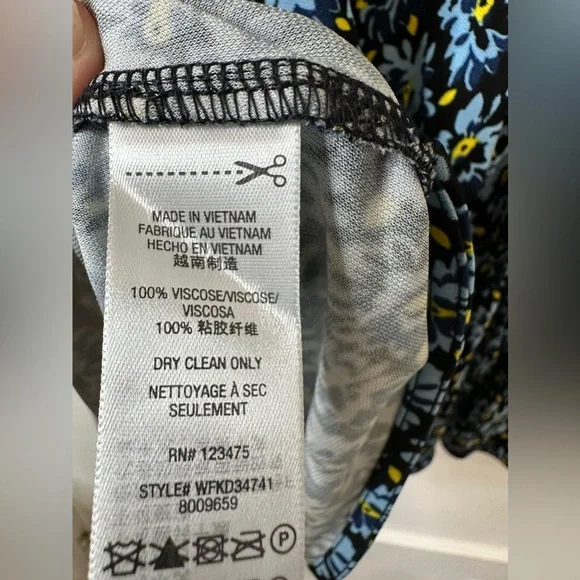 MADE IN VIETNAM
FABRIQUE AU VIETNAM
HECHO EN VIETNAM
越南制造
100% VISCOSE/VISCOSE/
VISCOSA
100% 粘胶纤维
DRY CLEAN ONLY
NETTOYAGE À SEC
SEULEMENT
RN# 123475
STYLE# WFKD34741
8009659
P